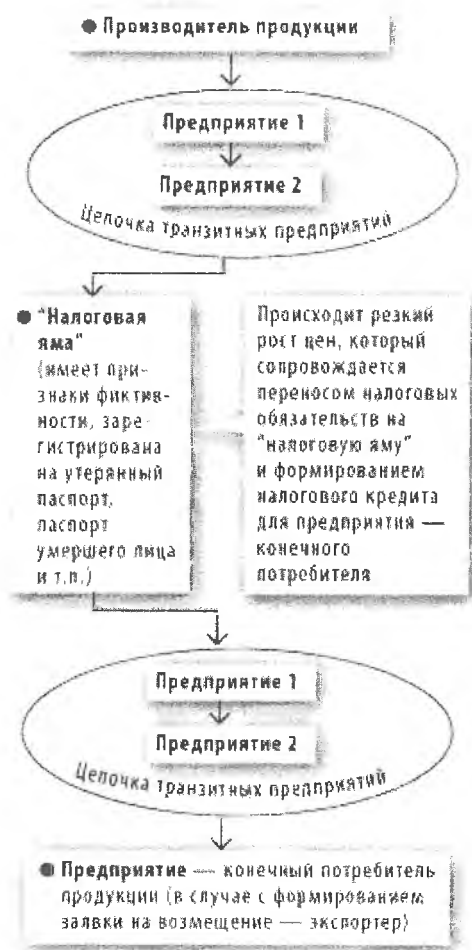 ● Производитель продукции
Предприятие 1
Предприятие 2
Цепочка транзитных предприятий
● "Налоговая
яма"
(имеет при-
знаки фиктив-
ности, заре-
гистрирована
на утерянный
паспорт,
паспорт
умершего лица
и т.п.)
Происходит резкий
рост цен, который
сопровождается
переносом налоговых
обязательств на
"налоговую яму"
и формированием
налогового кредита
для предприятия —
конечного
потребителя
Предприятие 1
Предприятие 2
Цепочка транзитных предприятий
● Предприятие — конечный потребитель
продукции (в случае с формированием
заявки на возмещение — экспортер)